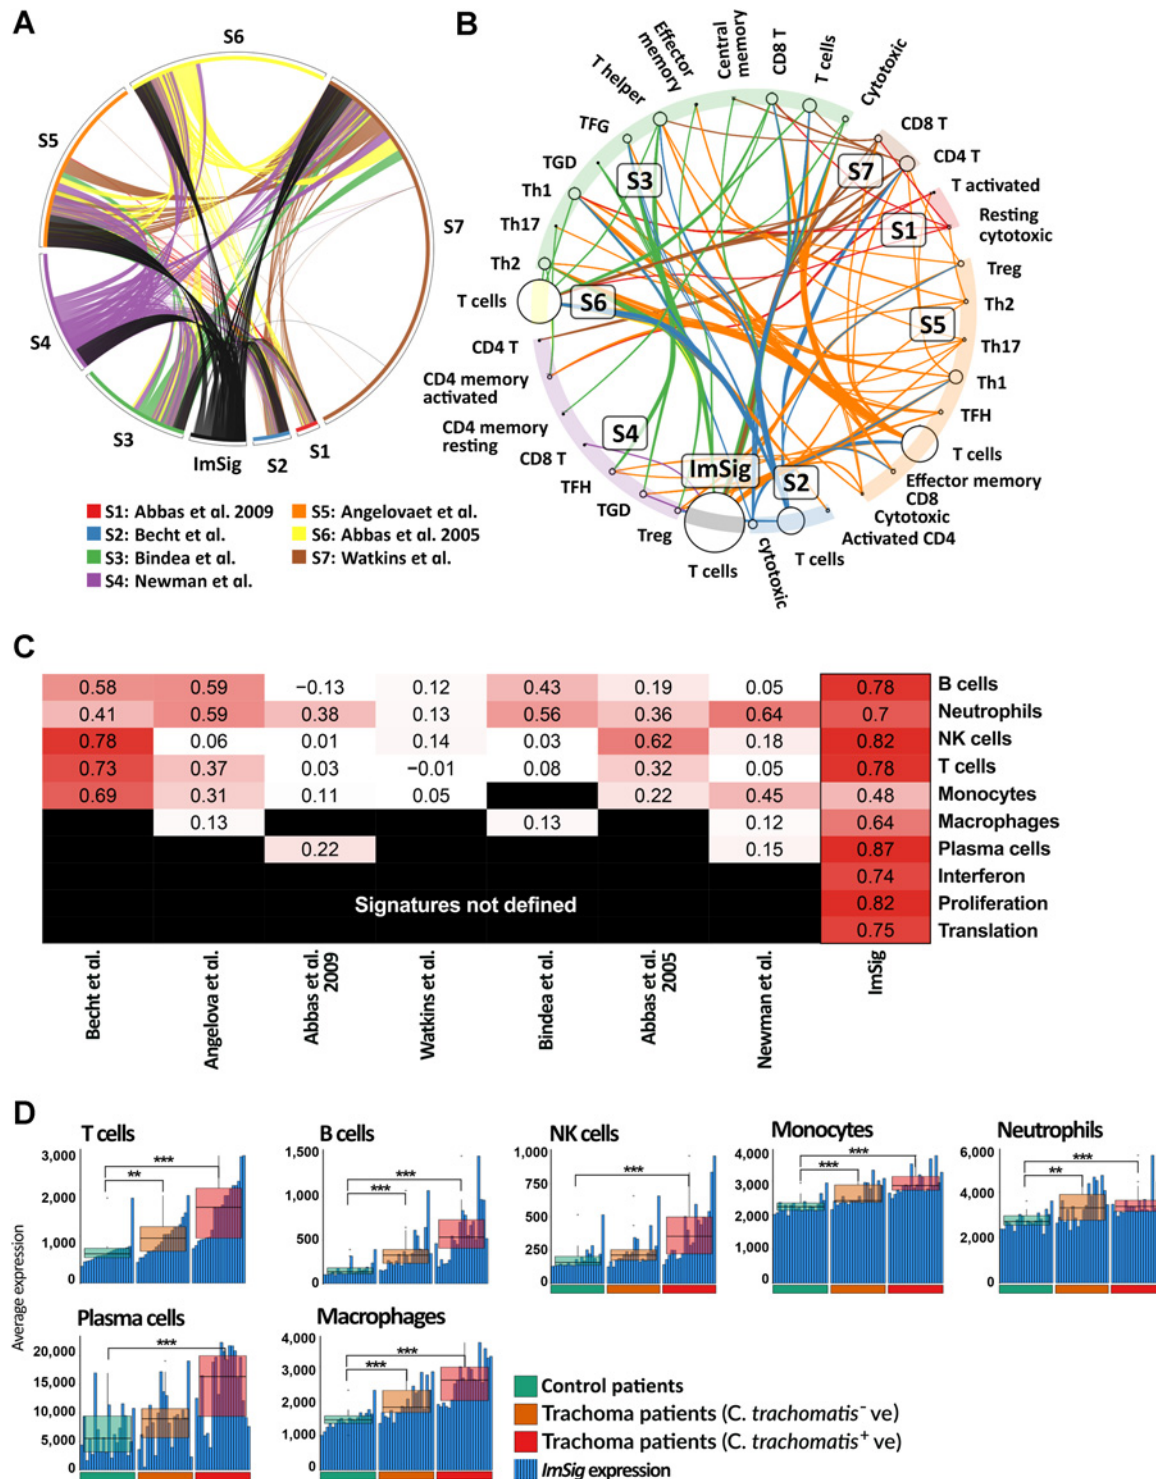 A
S6
S5
S7
S4
S3
ImSig
S2
S1
S1: Abbas et al. 2009
S2: Becht et al.
S3: Bindea et al.
S4: Newman et al.
S5: Angelovaet et al.
S6: Abbas et al. 2005
S7: Watkins et al.
B
T helper
Effector
memory
Central
memory
CD8 T
T cells
Cytotoxic
TFG
TGD
Th1
Th17
Th2
T cells
CD4 T
CD4 memory
activated
CD4 memory
resting
CD8 T
TFH
TGD
Treg
T cells
cytotoxic
T cells
Activated CD4
Cytotoxic
CD8
Effector memory
T cells
TFH
Th1
Th17
Th2
Treg
Resting
cytotoxic
T activated
CD4 T
CD8 T
S3
S7
S1
S6
S5
S4
ImSig
S2
C
0.58 0.59 −0.13 0.12 0.43 0.19 0.05 0.78 B cells
0.41 0.59 0.38 0.13 0.56 0.36 0.64 0.7 Neutrophils
0.78 0.06 0.01 0.14 0.03 0.62 0.18 0.82 NK cells
0.73 0.37 0.03 −0.01 0.08 0.32 0.05 0.78 T cells
0.69 0.31 0.11 0.05 0.22 0.45 0.48 Monocytes
0.13 0.13 0.12 0.64 Macrophages
0.22 0.15 0.87 Plasma cells
0.74 Interferon
Signatures not defined 0.82 Proliferation
0.75 Translation
Becht et al.
Angelova et al.
Abbas et al.
2009
Watkins et al.
Bindea et al.
Abbas et al.
2005
Newman et al.
ImSig
D
Average expression
T cells
3,000
2,000
1,000
0
**
***
B cells
1,500
1,000
500
0
***
***
NK cells
1,000
750
500
250
0
***
Monocytes
4,000
3,000
2,000
1,000
0
***
***
Neutrophils
6,000
4,000
2,000
0
**
***
Plasma cells
20,000
15,000
10,000
5,000
0
***
Macrophages
4,000
3,000
2,000
1,000
0
***
***
Control patients
Trachoma patients (C. trachomatis⁻ ve)
Trachoma patients (C. trachomatis⁺ ve)
ImSig expression